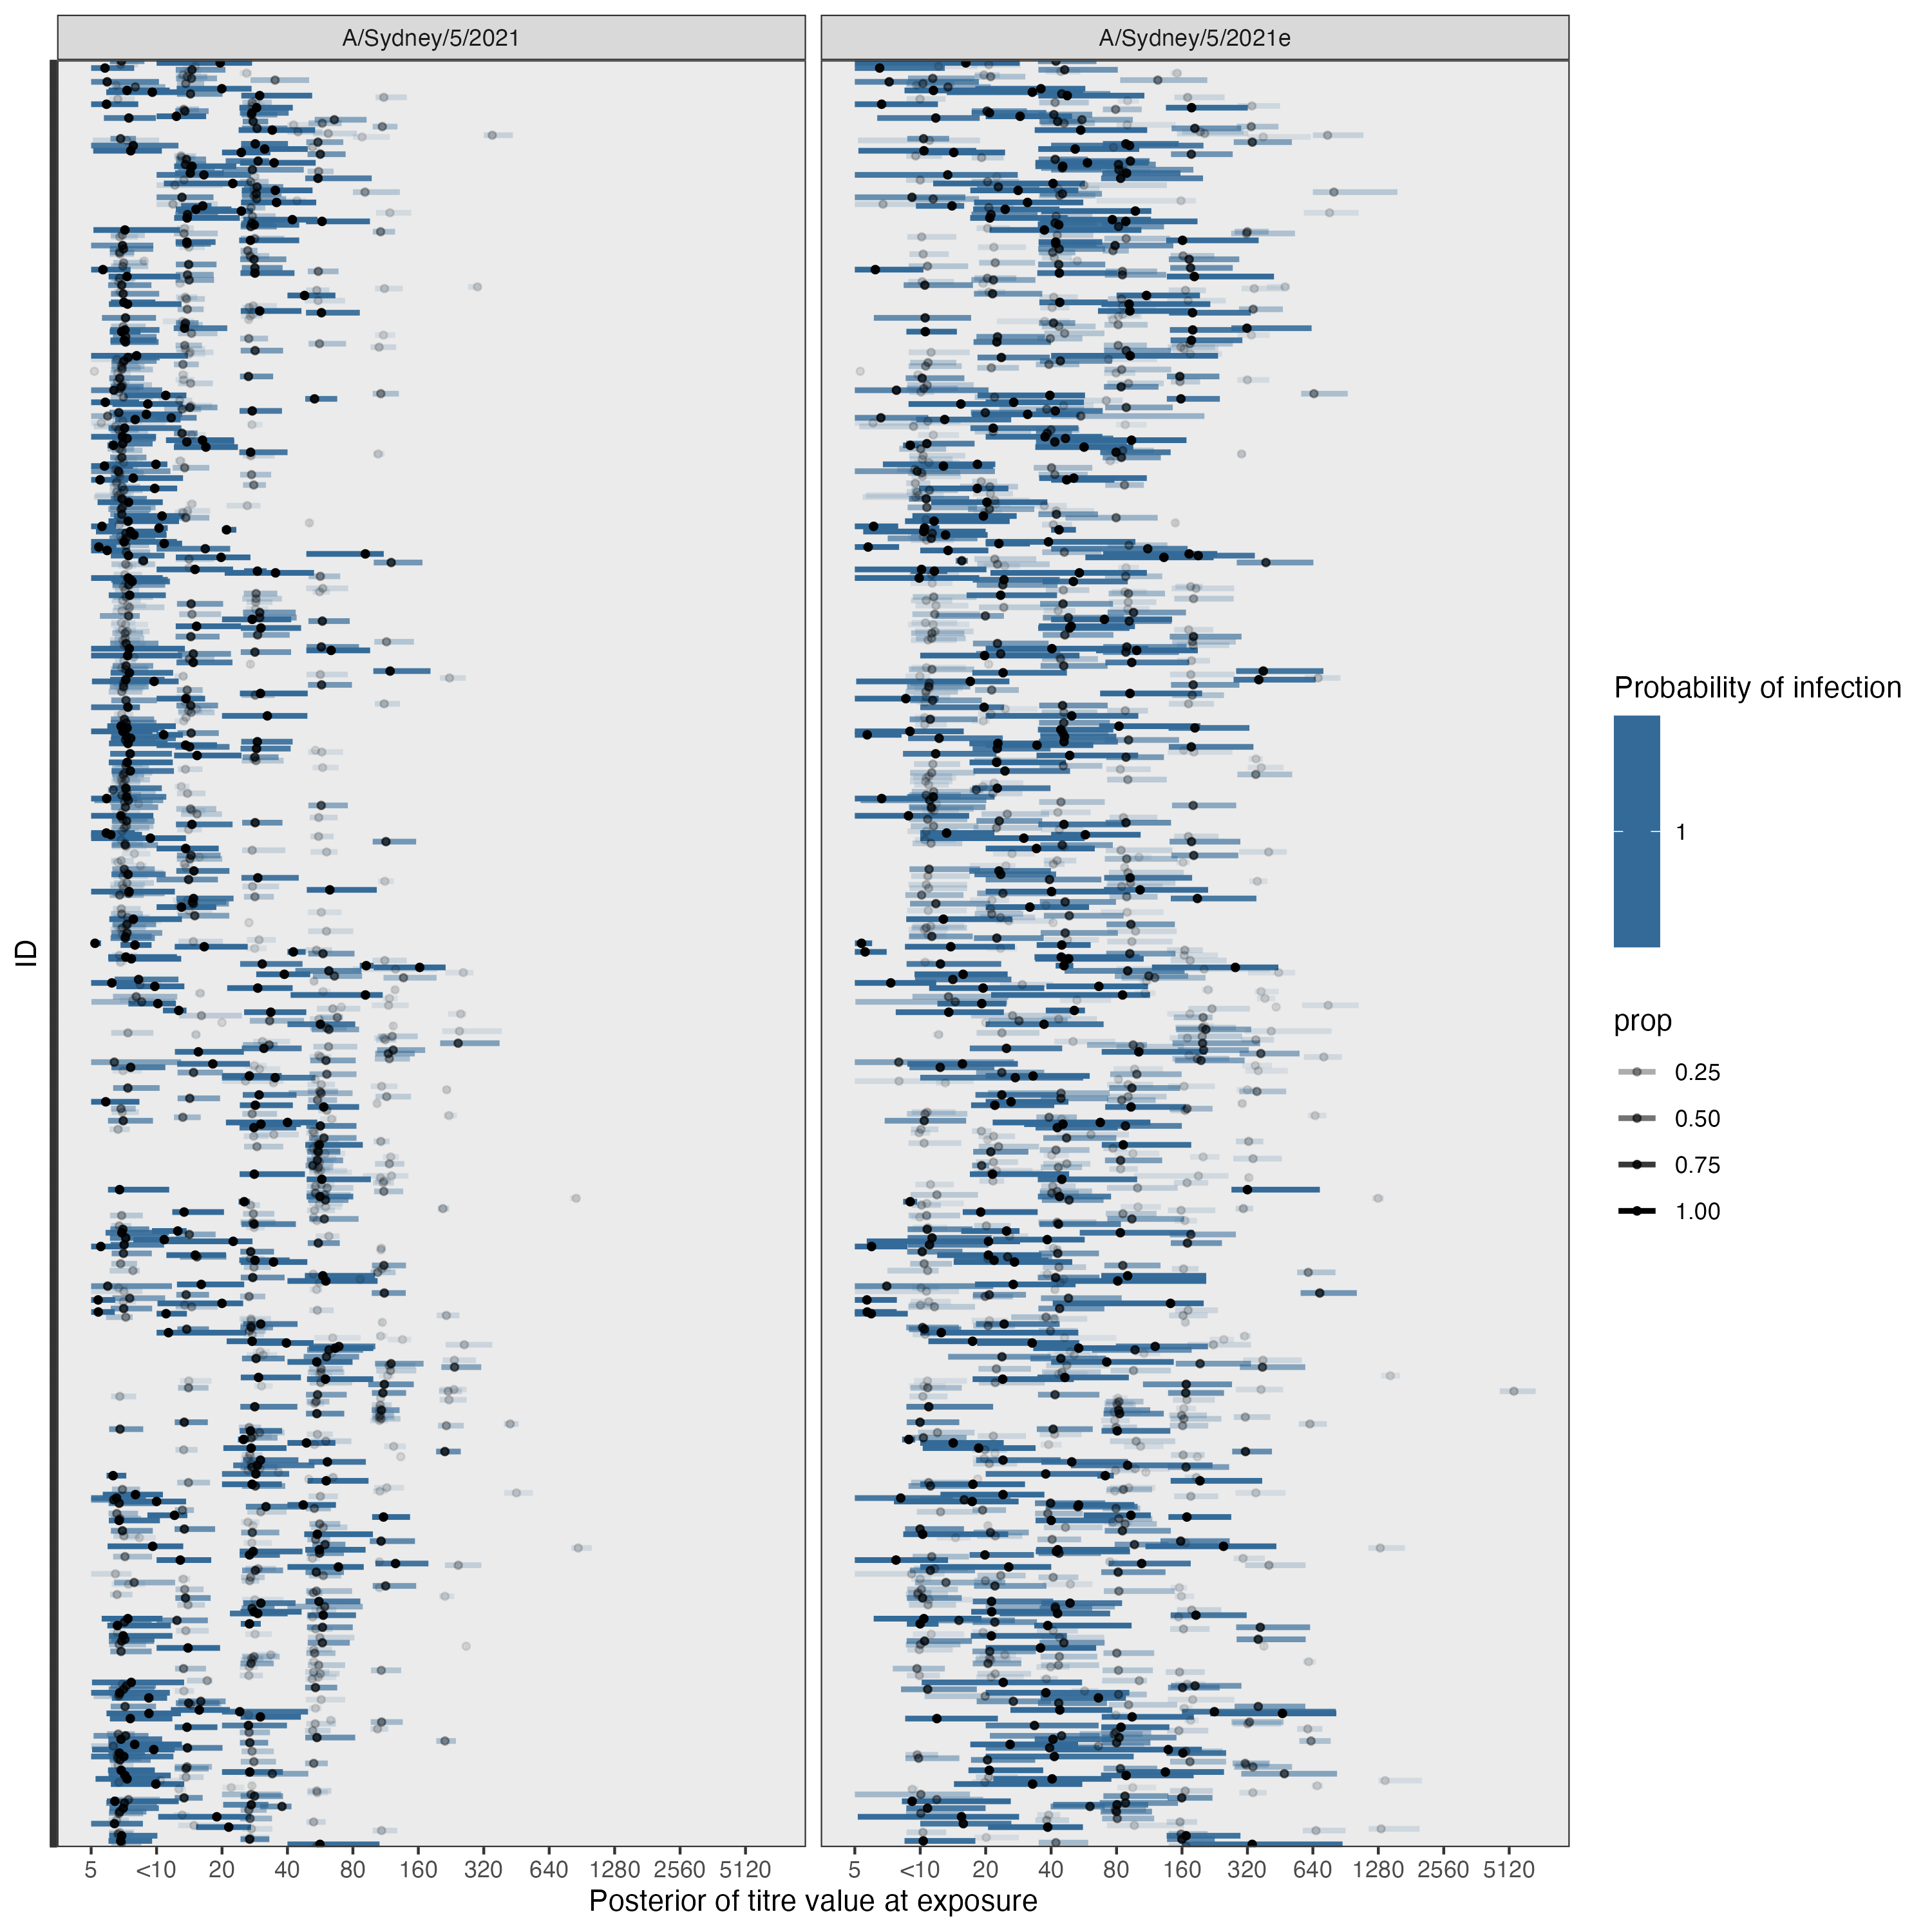 A/Sydney/5/2021
A/Sydney/5/2021e
ID
5 <10 20 40 80 160 320 640 1280 2560 5120
5 <10 20 40 80 160 320 640 1280 2560 5120
Posterior of titre value at exposure
Probability of infection
1
prop
0.25
0.50
0.75
1.00